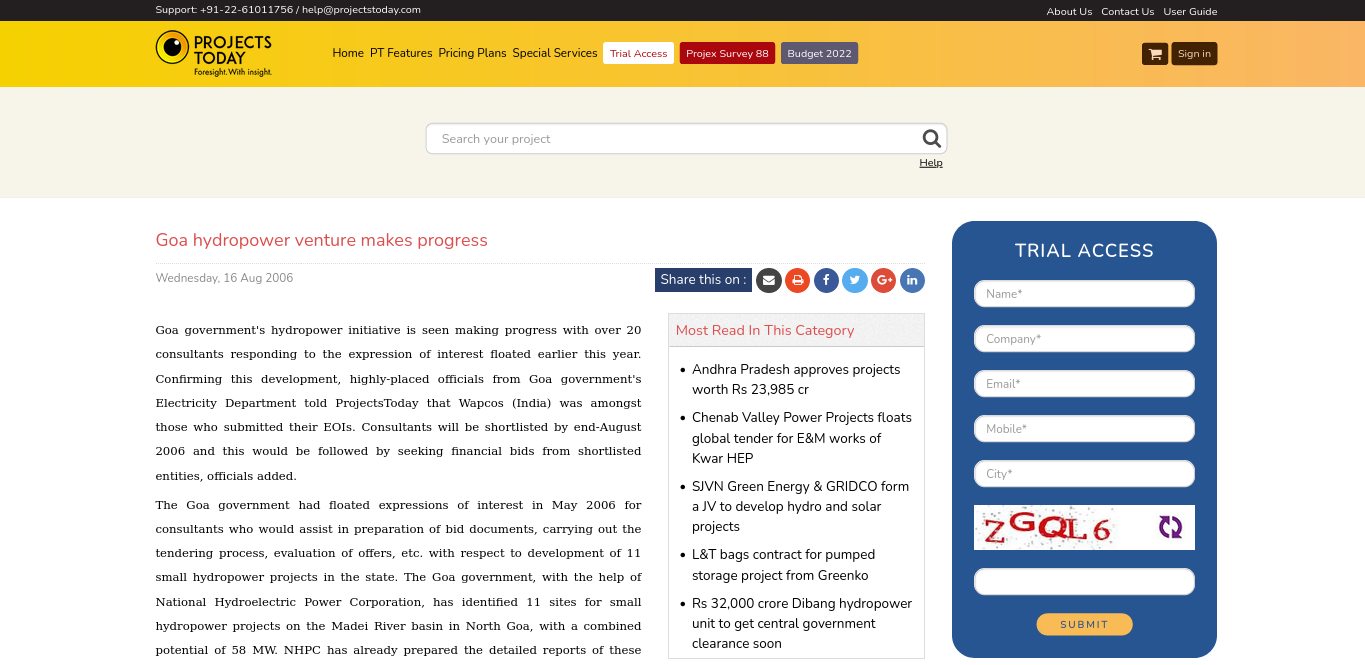 Support: +91-22-61011756 / help@projectstoday.com
About Us Contact Us User Guide
PROJECTS
TODAY
Foresight. With insight.
Home PT Features Pricing Plans Special Services Trial Access Projex Survey 88 Budget 2022
Sign in
Search your project
Help
Goa hydropower venture makes progress
Wednesday, 16 Aug 2006
Share this on :
Goa government's hydropower initiative is seen making progress with over 20
consultants responding to the expression of interest floated earlier this year.
Confirming this development, highly-placed officials from Goa government's
Electricity Department told ProjectsToday that Wapcos (India) was amongst
those who submitted their EOIs. Consultants will be shortlisted by end-August
2006 and this would be followed by seeking financial bids from shortlisted
entities, officials added.
The Goa government had floated expressions of interest in May 2006 for
consultants who would assist in preparation of bid documents, carrying out the
tendering process, evaluation of offers, etc. with respect to development of 11
small hydropower projects in the state. The Goa government, with the help of
National Hydroelectric Power Corporation, has identified 11 sites for small
hydropower projects on the Madei River basin in North Goa, with a combined
potential of 58 MW. NHPC has already prepared the detailed reports of these
Most Read In This Category
• Andhra Pradesh approves projects
worth Rs 23,985 cr
• Chenab Valley Power Projects floats
global tender for E&M works of
Kwar HEP
• SJVN Green Energy & GRIDCO form
a JV to develop hydro and solar
projects
• L&T bags contract for pumped
storage project from Greenko
• Rs 32,000 crore Dibang hydropower
unit to get central government
clearance soon
TRIAL ACCESS
Name*
Company*
Email*
Mobile*
City*
ZGQL6
SUBMIT